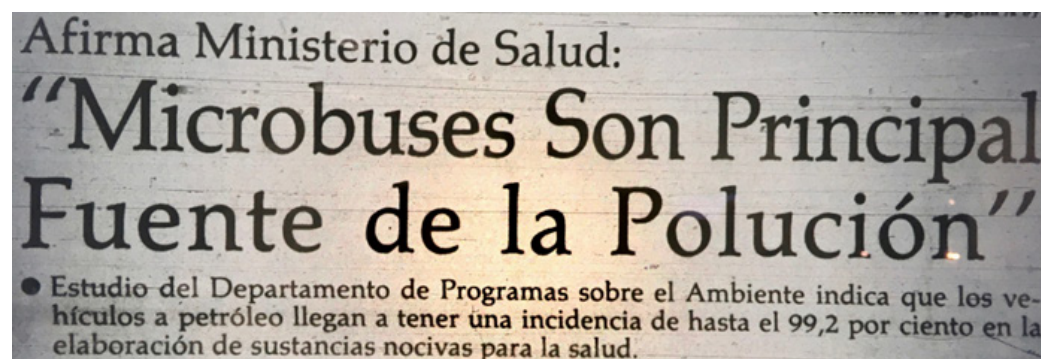 Afirma Ministerio de Salud:
“Microbuses Son Principal
Fuente de la Polución”
● Estudio del Departamento de Programas sobre el Ambiente indica que los ve-
hículos a petróleo llegan a tener una incidencia de hasta el 99,2 por ciento en la
elaboración de sustancias nocivas para la salud.